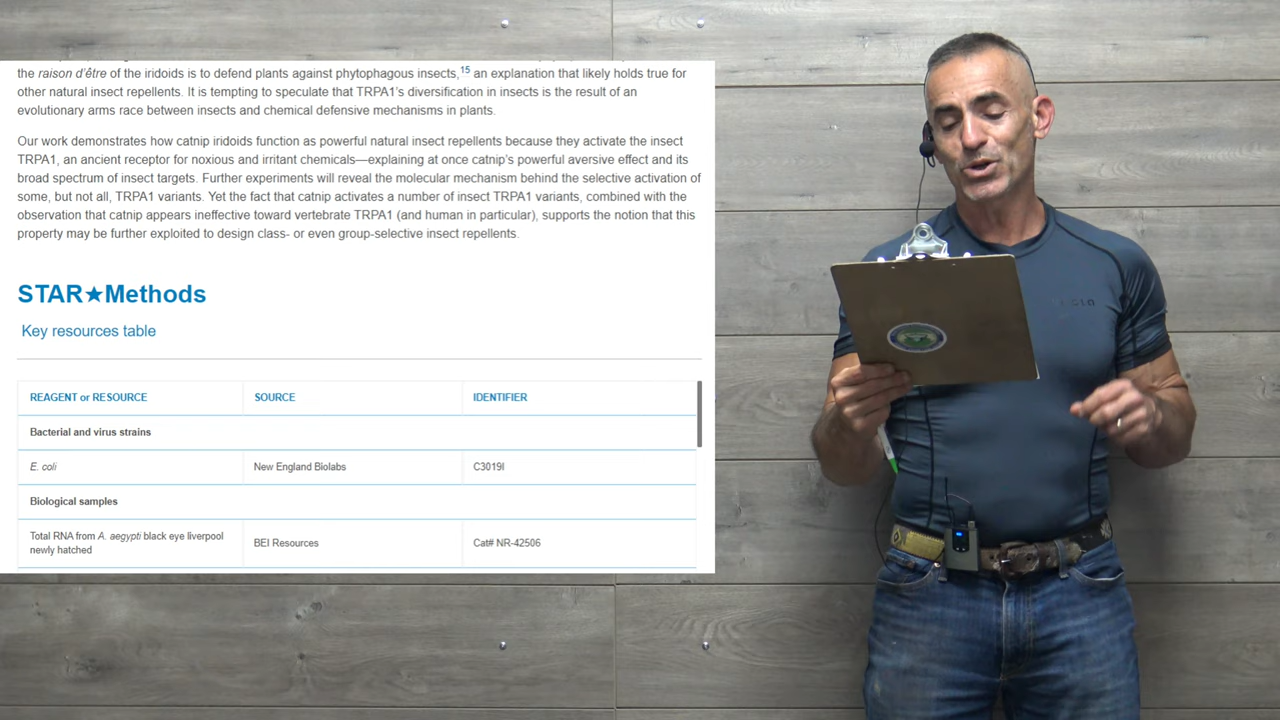 the raison d'être of the iridoids is to defend plants against phytophagous insects,15 an explanation that likely holds true for
other natural insect repellents. It is tempting to speculate that TRPA1's diversification in insects is the result of an
evolutionary arms race between insects and chemical defensive mechanisms in plants.
Our work demonstrates how catnip iridoids function as powerful natural insect repellents because they activate the insect
TRPA1, an ancient receptor for noxious and irritant chemicals—explaining at once catnip's powerful aversive effect and its
broad spectrum of insect targets. Further experiments will reveal the molecular mechanism behind the selective activation of
some, but not all, TRPA1 variants. Yet the fact that catnip activates a number of insect TRPA1 variants, combined with the
observation that catnip appears ineffective toward vertebrate TRPA1 (and human in particular), supports the notion that this
property may be further exploited to design class- or even group-selective insect repellents.
STAR★Methods
Key resources table
REAGENT or RESOURCE SOURCE IDENTIFIER
Bacterial and virus strains
E. coli New England Biolabs C3019I
Biological samples
Total RNA from A. aegypti black eye liverpool
newly hatched BEI Resources Cat# NR-42506